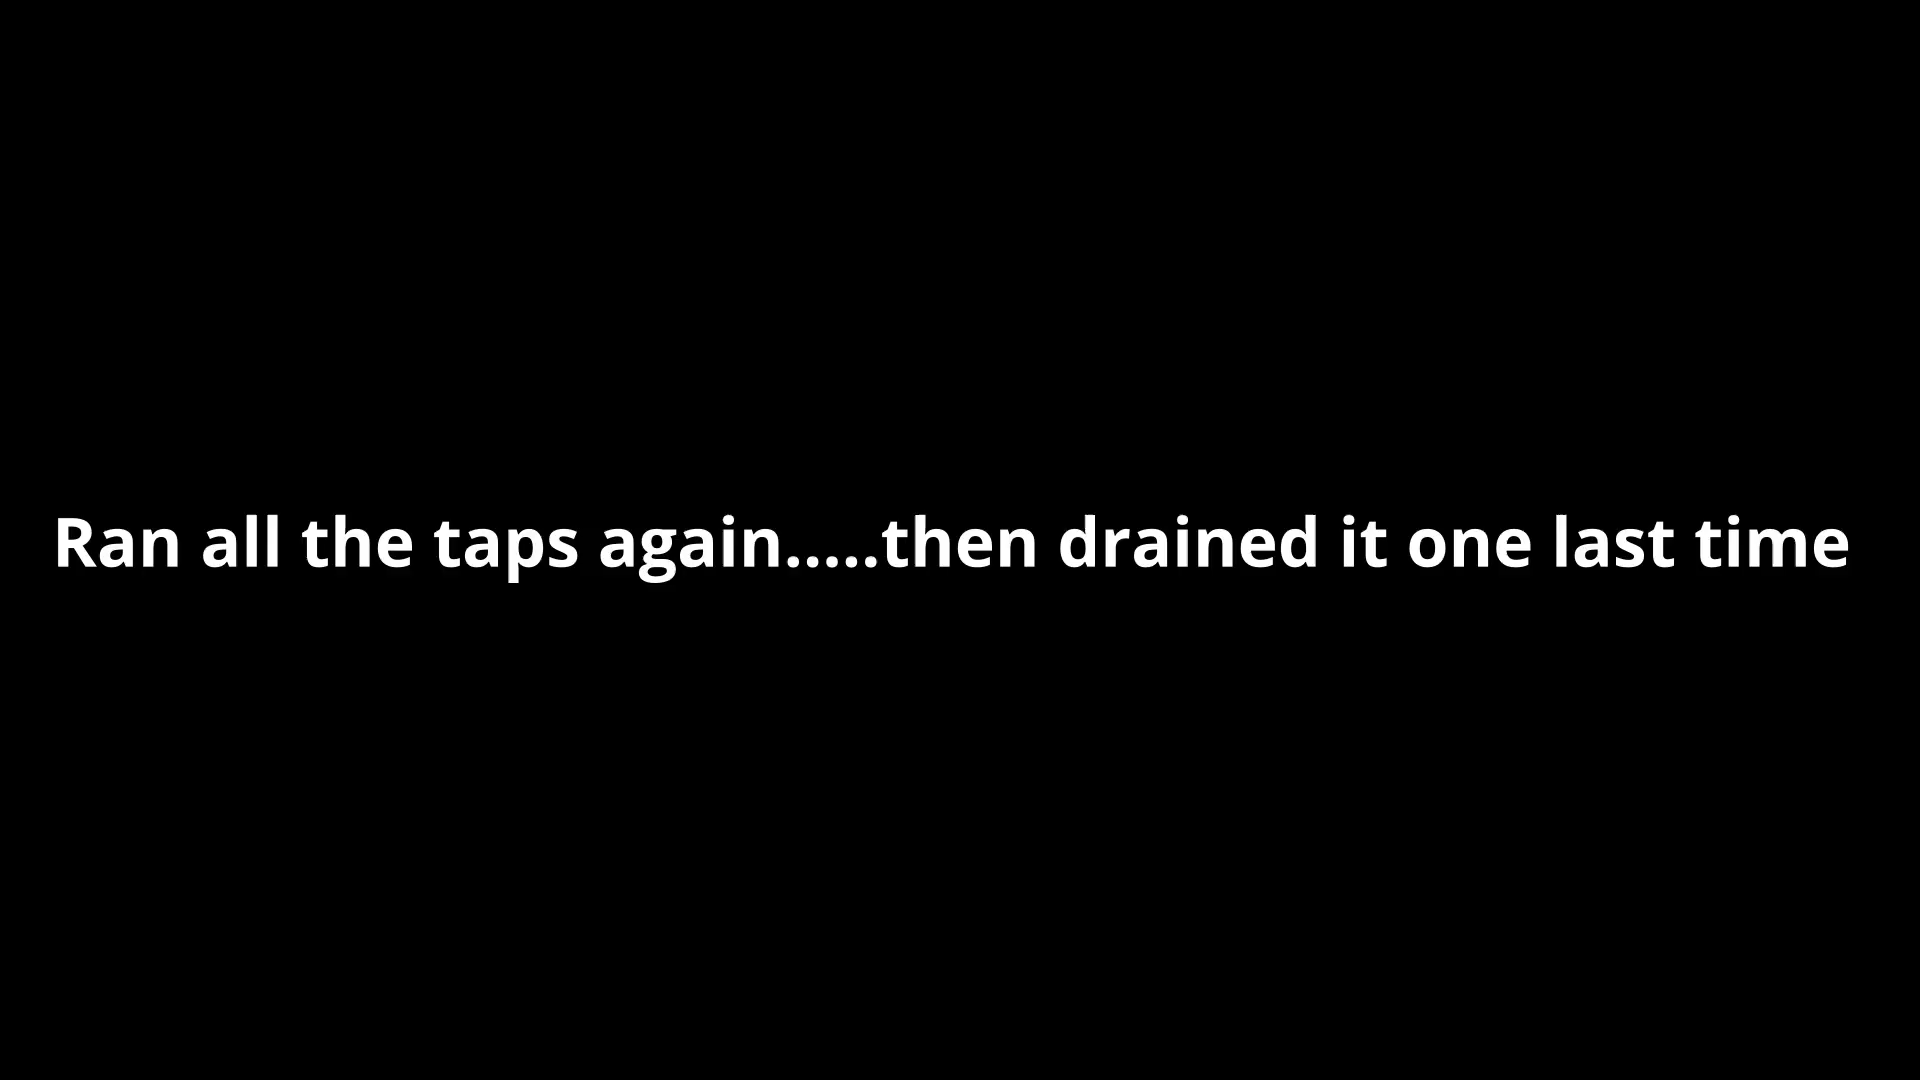 Ran all the taps again.....then drained it one last time